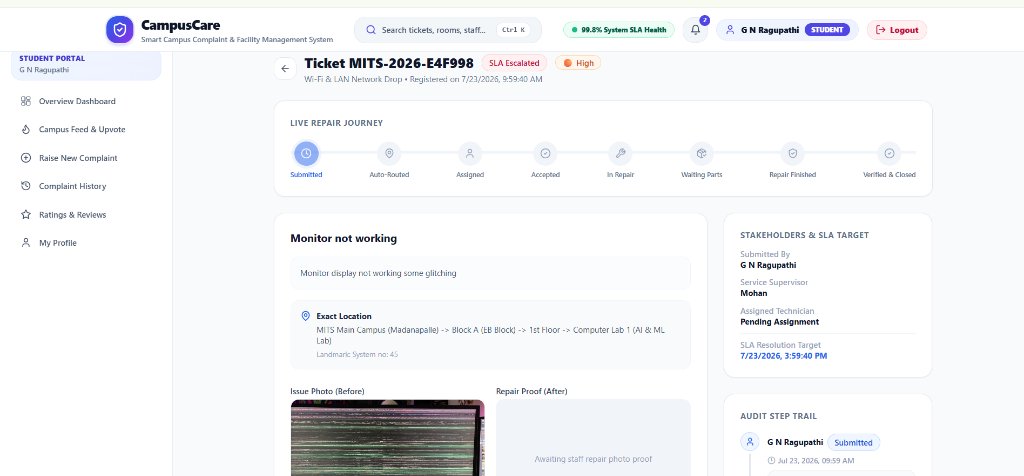 CampusCare
Smart Campus Complaint & Facility Management System
Search tickets, rooms, staff...
Ctrl K
99.8% System SLA Health
2
G N Ragupathi
STUDENT
Logout
STUDENT PORTAL
G N Ragupathi
Overview Dashboard
Campus Feed & Upvote
Raise New Complaint
Complaint History
Ratings & Reviews
My Profile
Ticket MITS-2026-E4F998
SLA Escalated
High
Wi-Fi & LAN Network Drop • Registered on 7/23/2026, 9:59:40 AM
LIVE REPAIR JOURNEY
Submitted
Auto-Routed
Assigned
Accepted
In Repair
Waiting Parts
Repair Finished
Verified & Closed
Monitor not working
Monitor display not working some glitching
Exact Location
MITS Main Campus (Madanapalle) -> Block A (EB Block) -> 1st Floor -> Computer Lab 1 (AI & ML
Lab)
Landmark: System no: 45
Issue Photo (Before)
Repair Proof (After)
Awaiting staff repair photo proof
STAKEHOLDERS & SLA TARGET
Submitted By
G N Ragupathi
Service Supervisor
Mohan
Assigned Technician
Pending Assignment
SLA Resolution Target
7/23/2026, 3:59:40 PM
AUDIT STEP TRAIL
G N Ragupathi
Submitted
Jul 23, 2026, 09:59 AM